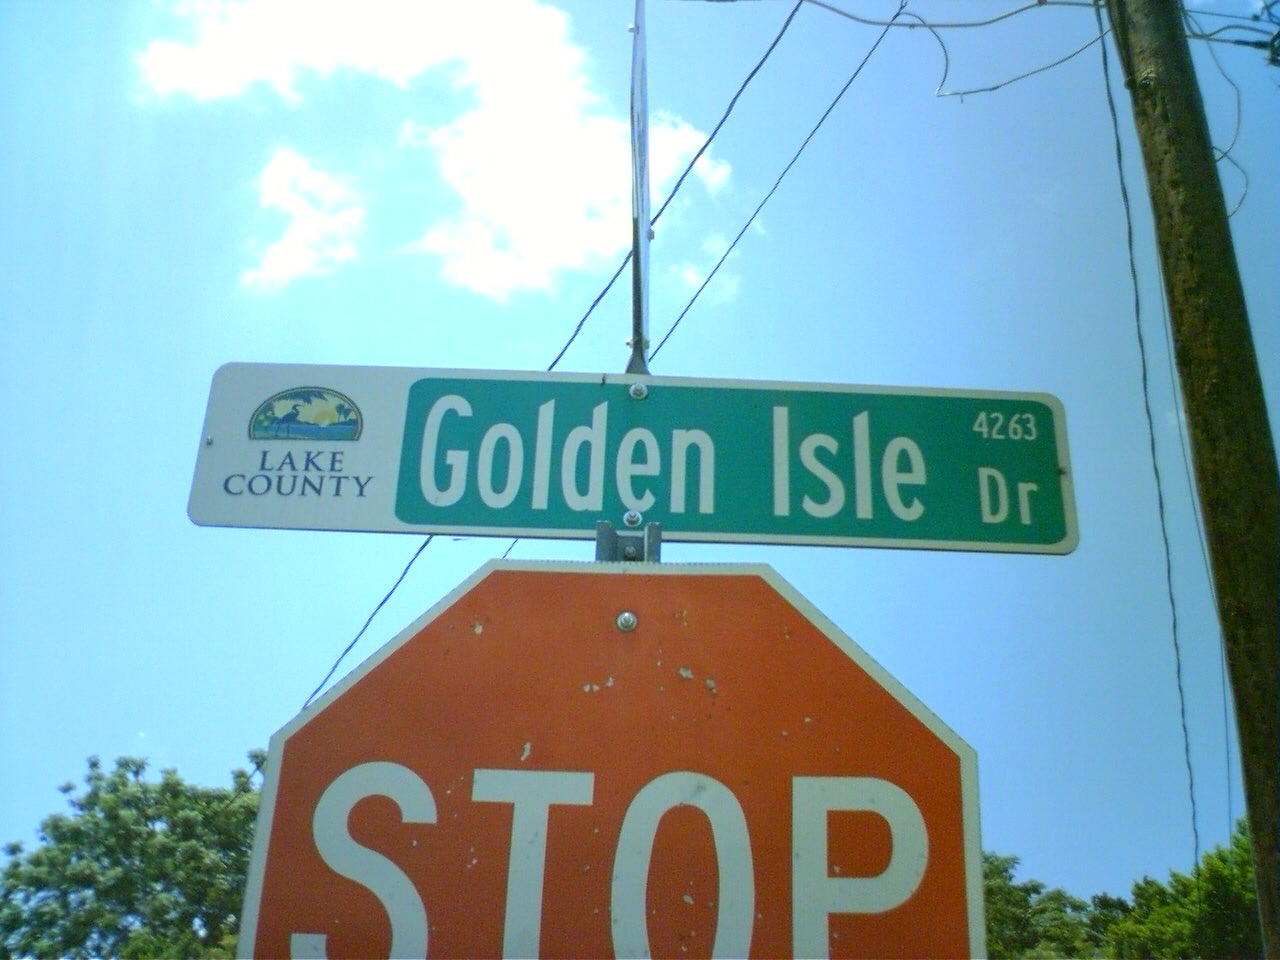 LAKE
COUNTY
Golden Isle Dr
4263
STOP